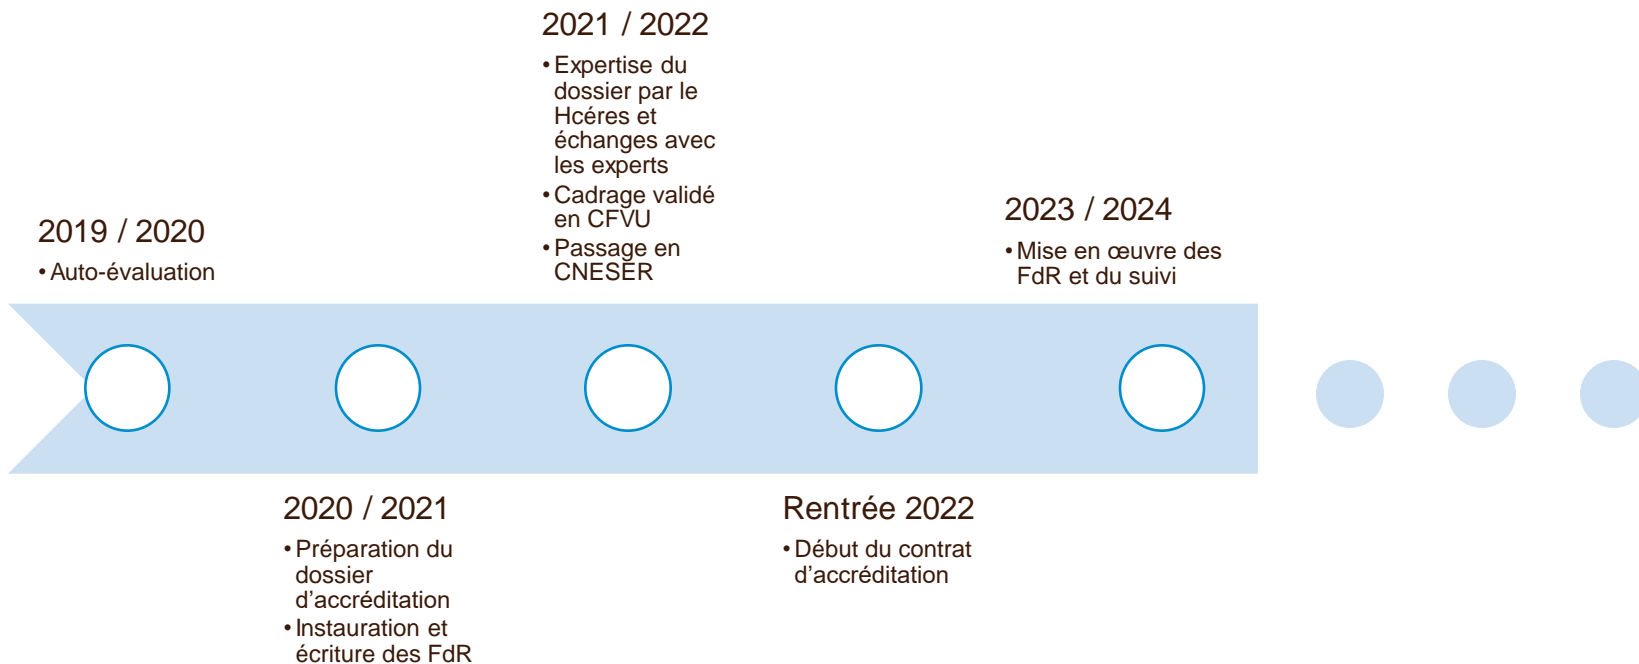 2019 / 2020
• Auto-évaluation
2020 / 2021
• Préparation du
dossier
d’accréditation
• Instauration et
écriture des FdR
2021 / 2022
• Expertise du
dossier par le
Hcéres et
échanges avec
les experts
• Cadrage validé
en CFVU
• Passage en
CNESER
Rentrée 2022
• Début du contrat
d’accréditation
2023 / 2024
• Mise en œuvre des
FdR et du suivi